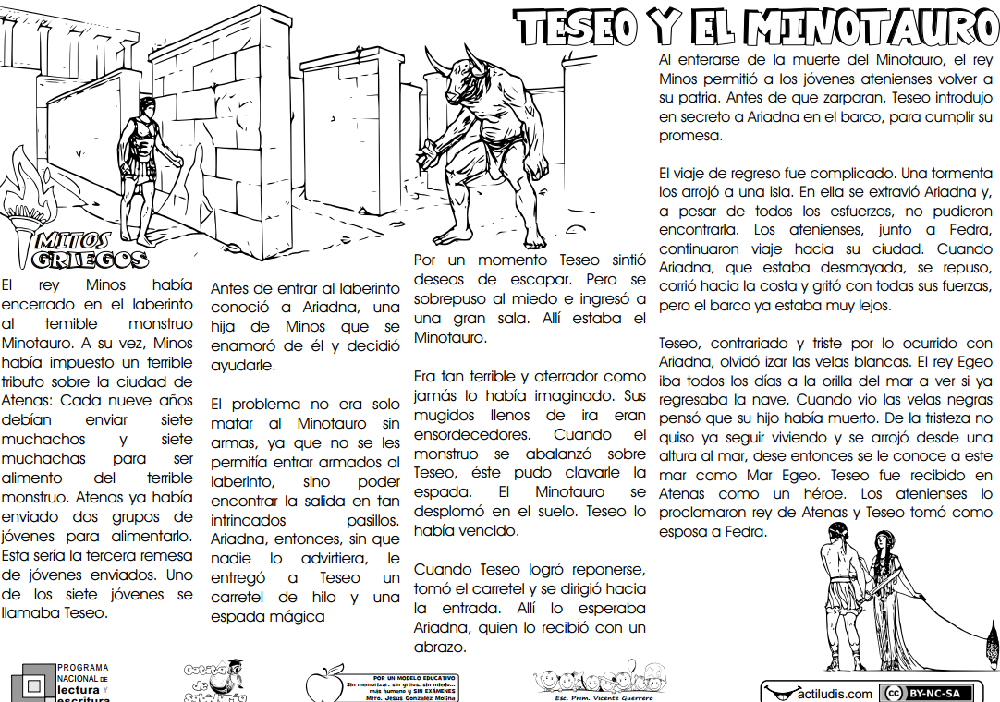 TESEO Y EL MINOTAURO
MITOS
GRIEGOS
El rey Minos había
encerrado en el laberinto
al temible monstruo
Minotauro. A su vez, Minos
había impuesto un terrible
tributo sobre la ciudad de
Atenas: Cada nueve años
debían enviar siete
muchachos y siete
muchachas para ser
alimento del terrible
monstruo. Atenas ya había
enviado dos grupos de
jóvenes para alimentarlo.
Esta sería la tercera remesa
de jóvenes enviados. Uno
de los siete jóvenes se
llamaba Teseo.
Antes de entrar al laberinto
conoció a Ariadna, una
hija de Minos que se
enamoró de él y decidió
ayudarle.
El problema no era solo
matar al Minotauro sin
armas, ya que no se les
permitía entrar armados al
laberinto, sino poder
encontrar la salida en tan
intrincados pasillos.
Ariadna, entonces, sin que
nadie lo advirtiera, le
entregó a Teseo un
carretel de hilo y una
espada mágica
Por un momento Teseo sintió
deseos de escapar. Pero se
sobrepuso al miedo e ingresó a
una gran sala. Allí estaba el
Minotauro.
Era tan terrible y aterrador como
jamás lo había imaginado. Sus
mugidos llenos de ira eran
ensordecedores. Cuando el
monstruo se abalanzó sobre
Teseo, éste pudo clavarle la
espada. El Minotauro se
desplomó en el suelo. Teseo lo
había vencido.
Cuando Teseo logró reponerse,
tomó el carretel y se dirigió hacia
la entrada. Allí lo esperaba
Ariadna, quien lo recibió con un
abrazo.
Al enterarse de la muerte del Minotauro, el rey
Minos permitió a los jóvenes atenienses volver a
su patria. Antes de que zarparan, Teseo introdujo
en secreto a Ariadna en el barco, para cumplir su
promesa.
El viaje de regreso fue complicado. Una tormenta
los arrojó a una isla. En ella se extravió Ariadna y,
a pesar de todos los esfuerzos, no pudieron
encontrarla. Los atenienses, junto a Fedra,
continuaron viaje hacia su ciudad. Cuando
Ariadna, que estaba desmayada, se repuso,
corrió hacia la costa y gritó con todas sus fuerzas,
pero el barco ya estaba muy lejos.
Teseo, contrariado y triste por lo ocurrido con
Ariadna, olvidó izar las velas blancas. El rey Egeo
iba todos los días a la orilla del mar a ver si ya
regresaba la nave. Cuando vio las velas negras
pensó que su hijo había muerto. De la tristeza no
quiso ya seguir viviendo y se arrojó desde una
altura al mar, dese entonces se le conoce a este
mar como Mar Egeo. Teseo fue recibido en
Atenas como un héroe. Los atenienses lo
proclamaron rey de Atenas y Teseo tomó como
esposa a Fedra.
PROGRAMA
NACIONAL DE
lectura Y
escritura
POR UN MODELO EDUCATIVO
Sin memorizar, sin gritos, sin miedo...
más humano y SIN EXÁMENES
Mtro. Jesús González Molina
Esc. Prim. Vicente Guerrero
actiludis.com
cc BY-NC-SA